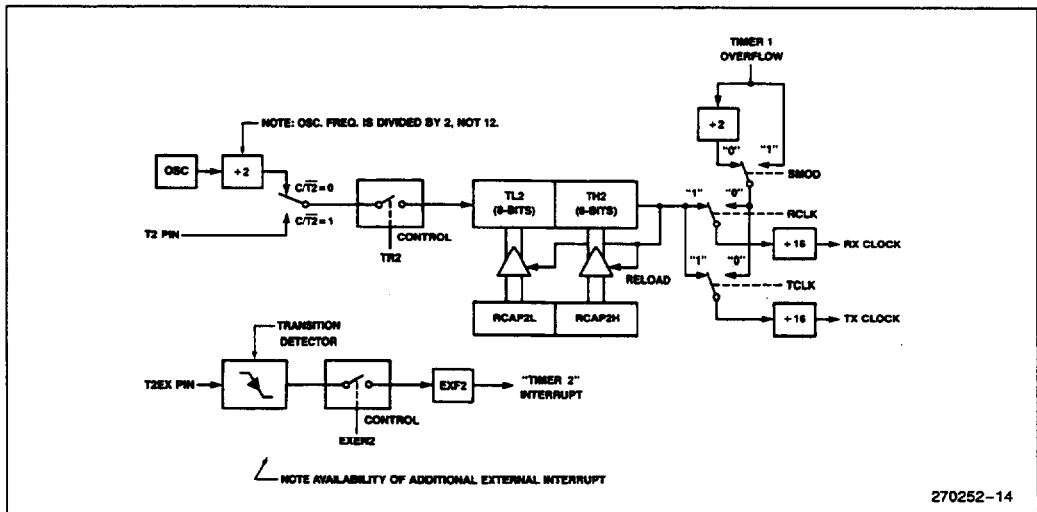 TIMER 1
OVERFLOW
÷2
"0"
"1"
SMOD
NOTE: OSC. FREQ. IS DIVIDED BY 2, NOT 12.
OSC
÷2
C/T2̅ = 0
C/T2̅ = 1
T2 PIN
CONTROL
TR2
TL2
(8-BITS)
TH2
(8-BITS)
RELOAD
RCAP2L
RCAP2H
"1"
"0"
RCLK
÷16
RX CLOCK
"1"
"0"
TCLK
÷16
TX CLOCK
TRANSITION
DETECTOR
T2EX PIN
CONTROL
EXEN2
EXF2
"TIMER 2"
INTERRUPT
NOTE AVAILABILITY OF ADDITIONAL EXTERNAL INTERRUPT
270252-14